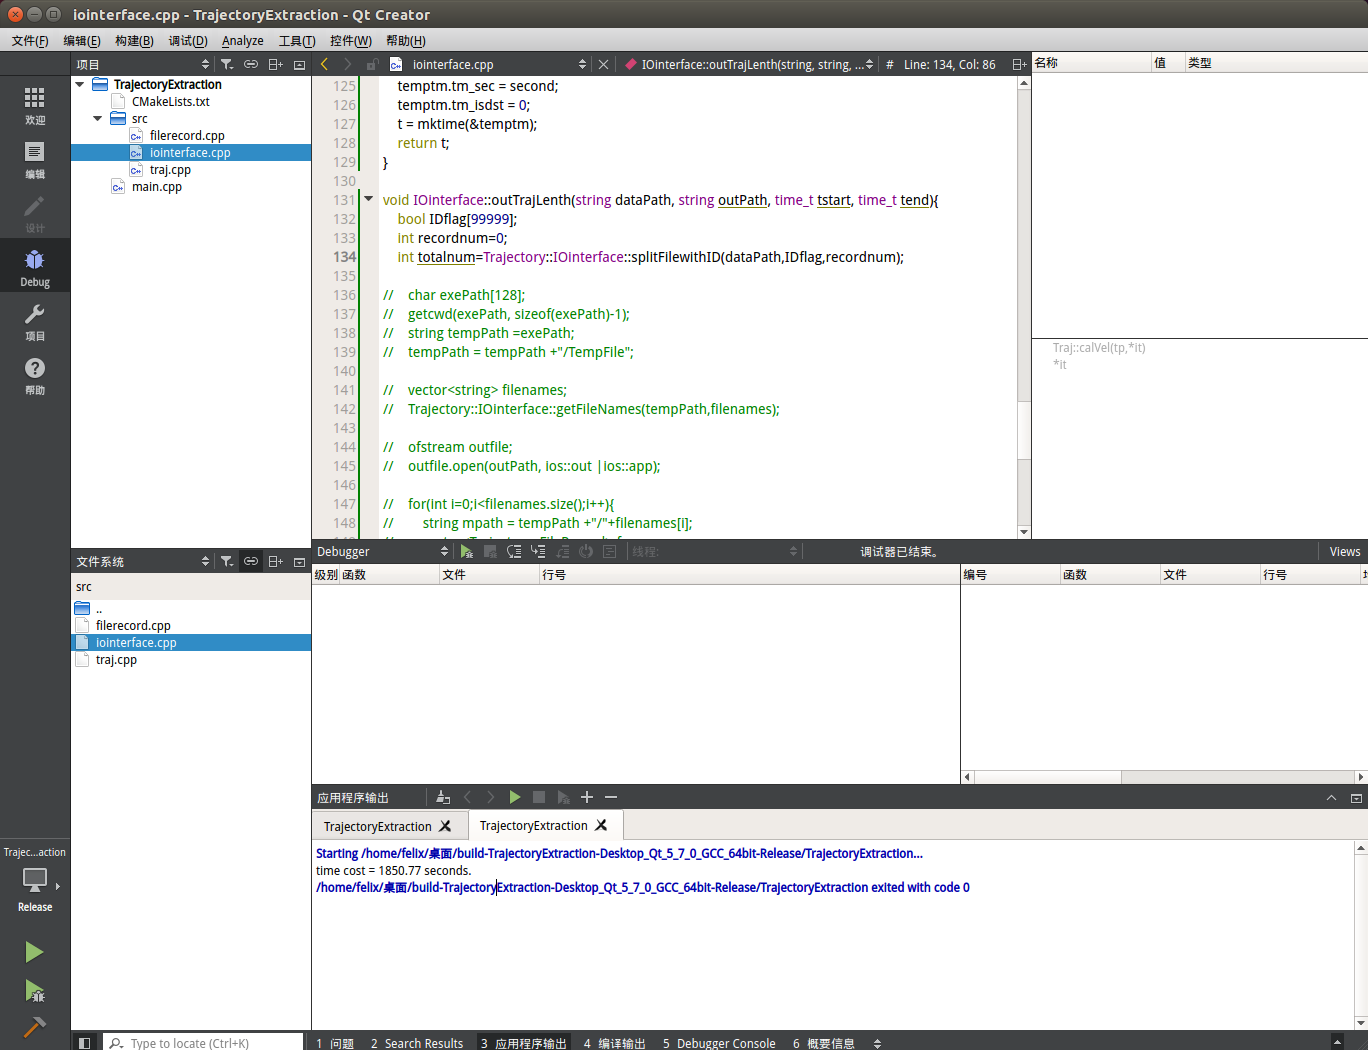 iointerface.cpp - TrajectoryExtraction - Qt Creator
文件(F) 编辑(E) 构建(B) 调试(D) Analyze 工具(T) 控件(W) 帮助(H)
项目
iointerface.cpp
IOinterface::outTrajLenth(string, string, ...
# Line: 134, Col: 86
名称 值 类型
欢迎
编辑
设计
Debug
项目
帮助
TrajectoryExtraction
CMakeLists.txt
src
filerecord.cpp
iointerface.cpp
traj.cpp
main.cpp
125 temptm.tm_sec = second;
126 temptm.tm_isdst = 0;
127 t = mktime(&temptm);
128 return t;
129 }
130
131 void IOinterface::outTrajLenth(string dataPath, string outPath, time_t tstart, time_t tend){
132 bool IDflag[99999];
133 int recordnum=0;
134 int totalnum=Trajectory::IOinterface::splitFilewithID(dataPath,IDflag,recordnum);
135
136 // char exePath[128];
137 // getcwd(exePath, sizeof(exePath)-1);
138 // string tempPath =exePath;
139 // tempPath = tempPath +"/TempFile";
140
141 // vector<string> filenames;
142 // Trajectory::IOinterface::getFileNames(tempPath,filenames);
143
144 // ofstream outfile;
145 // outfile.open(outPath, ios::out |ios::app);
146
147 // for(int i=0;i<filenames.size();i++){
148 // string mpath = tempPath +"/"+filenames[i];
Traj::calVel(tp,*it)
*it
文件系统
src
..
filerecord.cpp
iointerface.cpp
traj.cpp
Debugger 线程: 调试器已结束。 Views
级别 函数 文件 行号
编号 函数 文件 行号
应用程序输出
TrajectoryExtraction
TrajectoryExtraction
Starting /home/felix/桌面/build-TrajectoryExtraction-Desktop_Qt_5_7_0_GCC_64bit-Release/TrajectoryExtraction...
time cost = 1850.77 seconds.
/home/felix/桌面/build-TrajectoryExtraction-Desktop_Qt_5_7_0_GCC_64bit-Release/TrajectoryExtraction exited with code 0
Trajec...action
Release
Type to locate (Ctrl+K)
1 问题 2 Search Results 3 应用程序输出 4 编译输出 5 Debugger Console 6 概要信息